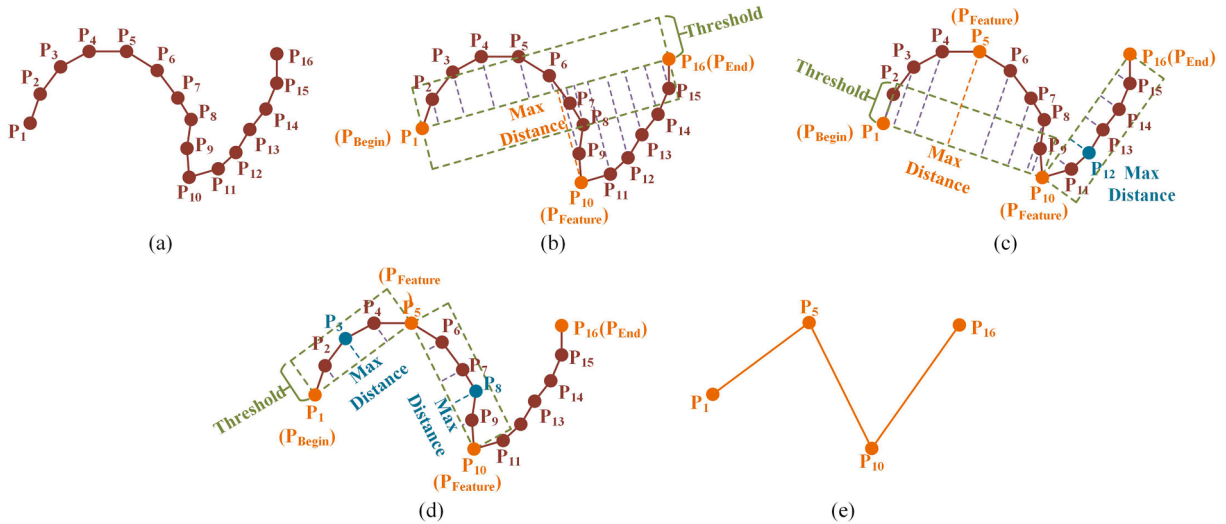 P1
P2
P3
P4
P5
P6
P7
P8
P9
P10
P11
P12
P13
P14
P15
P16
(a)
(PBegin)
P1
P2
P3
P4
P5
P6
P7
P8
P9
P10
(PFeature)
P11
P12
P13
P14
P15
P16(PEnd)
Threshold
Max
Distance
(b)
(PFeature)
P5
Threshold
(PBegin)
P1
P2
P3
P4
P6
P7
P8
P9
P10
(PFeature)
P11
P12
P13
P14
P15
P16(PEnd)
Max
Distance
Max
Distance
(c)
(PFeature
)
P5
Threshold
P1
(PBegin)
P2
P3
P4
P6
P7
P8
P9
P10
(PFeature)
P11
P13
P14
P15
P16(PEnd)
Max
Distance
Max
Distance
(d)
P1
P5
P10
P16
(e)